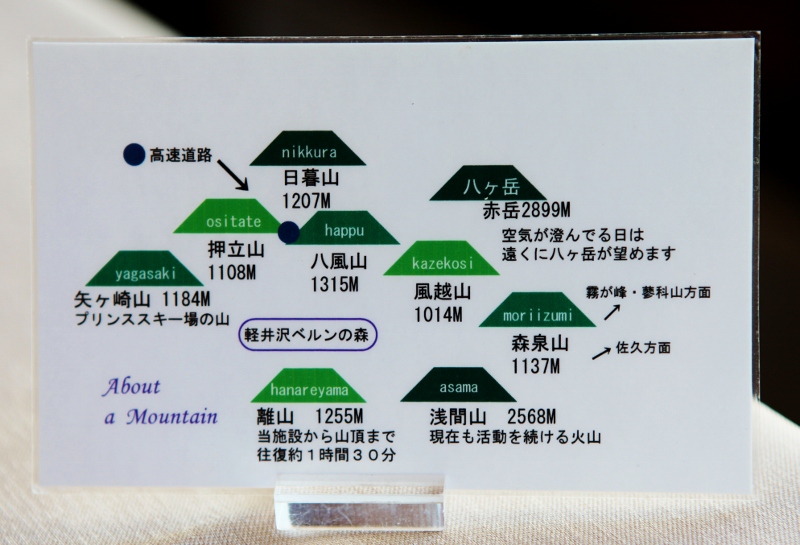 高速道路
nikkura
日暮山
1207M
八ヶ岳
赤岳2899M
空気が澄んでる日は
遠くに八ヶ岳が望めます
ositate
押立山
1108M
happu
八風山
1315M
yagasaki
矢ヶ崎山 1184M
プリンススキー場の山
kazekosi
風越山
1014M
霧が峰・蓼科山方面
moriizumi
森泉山
1137M
佐久方面
軽井沢ベルンの森
About
a Mountain
hanareyama
離山 1255M
当施設から山頂まで
往復約１時間３０分
asama
浅間山 2568M
現在も活動を続ける火山